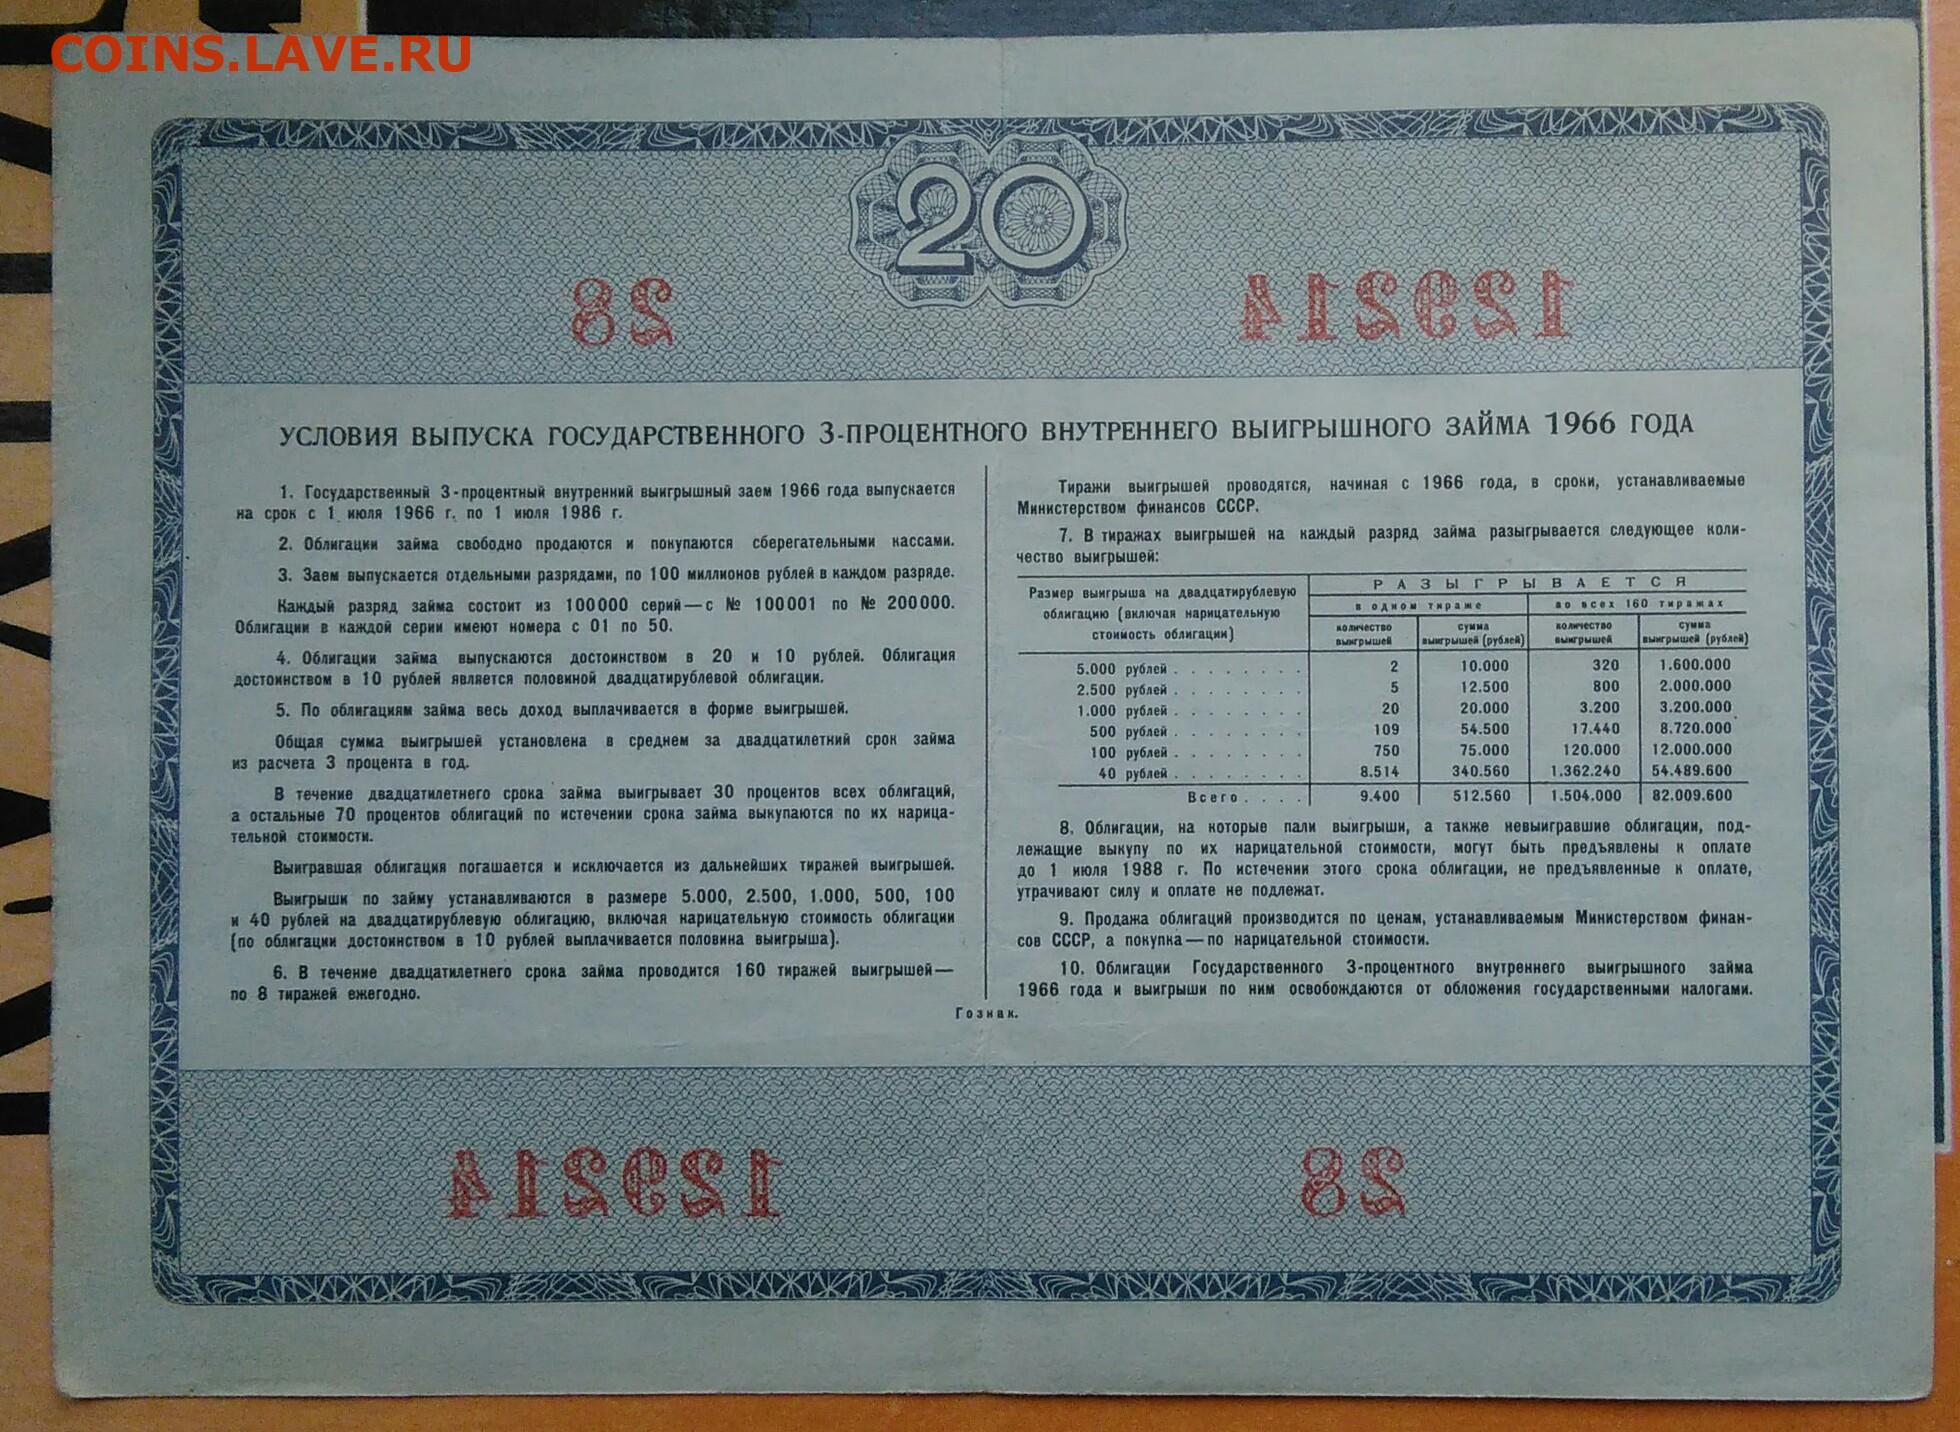 COINS.LAVE.RU
20
28 129214
УСЛОВИЯ ВЫПУСКА ГОСУДАРСТВЕННОГО 3-ПРОЦЕНТНОГО ВНУТРЕННЕГО ВЫИГРЫШНОГО ЗАЙМА 1966 ГОДА
1. Государственный 3-процентный внутренний выигрышный заем 1966 года выпускается
на срок с 1 июля 1966 г. по 1 июля 1986 г.
2. Облигации займа свободно продаются и покупаются сберегательными кассами.
3. Заем выпускается отдельными разрядами, по 100 миллионов рублей в каждом разряде.
Каждый разряд займа состоит из 100000 серий — с № 100001 по № 200000.
Облигации в каждой серии имеют номера с 01 по 50.
4. Облигации займа выпускаются достоинством в 20 и 10 рублей. Облигация
достоинством в 10 рублей является половиной двадцатирублевой облигации.
5. По облигациям займа весь доход выплачивается в форме выигрышей.
Общая сумма выигрышей установлена в среднем за двадцатилетний срок займа
из расчета 3 процента в год.
В течение двадцатилетнего срока займа выигрывает 30 процентов всех облигаций,
а остальные 70 процентов облигаций по истечении срока займа выкупаются по их нарица-
тельной стоимости.
Выигравшая облигация погашается и исключается из дальнейших тиражей выигрышей.
Выигрыши по займу устанавливаются в размере 5.000, 2.500, 1.000, 500, 100
и 40 рублей на двадцатирублевую облигацию, включая нарицательную стоимость облигации
(по облигации достоинством в 10 рублей выплачивается половина выигрыша).
6. В течение двадцатилетнего срока займа проводится 160 тиражей выигрышей —
по 8 тиражей ежегодно.
Тиражи выигрышей проводятся, начиная с 1966 года, в сроки, устанавливаемые
Министерством финансов СССР.
7. В тиражах выигрышей на каждый разряд займа разыгрывается следующее коли-
чество выигрышей:
Размер выигрыша на двадцатирублевую
облигацию (включая нарицательную
стоимость облигации)
РАЗЫГРЫВАЕТСЯ
в одном тираже во всех 160 тиражах
количество выигрышей сумма выигрышей (рублей) количество выигрышей сумма выигрышей (рублей)
5.000 рублей . . . . . . . . 2 10.000 320 1.600.000
2.500 рублей . . . . . . . . 5 12.500 800 2.000.000
1.000 рублей . . . . . . . . 20 20.000 3.200 3.200.000
500 рублей . . . . . . . . 109 54.500 17.440 8.720.000
100 рублей . . . . . . . . 750 75.000 120.000 12.000.000
40 рублей . . . . . . . . 8.514 340.560 1.362.240 54.489.600
Всего . . . . 9.400 512.560 1.504.000 82.009.600
8. Облигации, на которые пали выигрыши, а также невыигравшие облигации, под-
лежащие выкупу по их нарицательной стоимости, могут быть предъявлены к оплате
до 1 июля 1988 г. По истечении этого срока облигации, не предъявленные к оплате,
утрачивают силу и оплате не подлежат.
9. Продажа облигаций производится по ценам, устанавливаемым Министерством финан-
сов СССР, а покупка — по нарицательной стоимости.
10. Облигации Государственного 3-процентного внутреннего выигрышного займа
1966 года и выигрыши по ним освобождаются от обложения государственными налогами.
Гознак.
129214 28